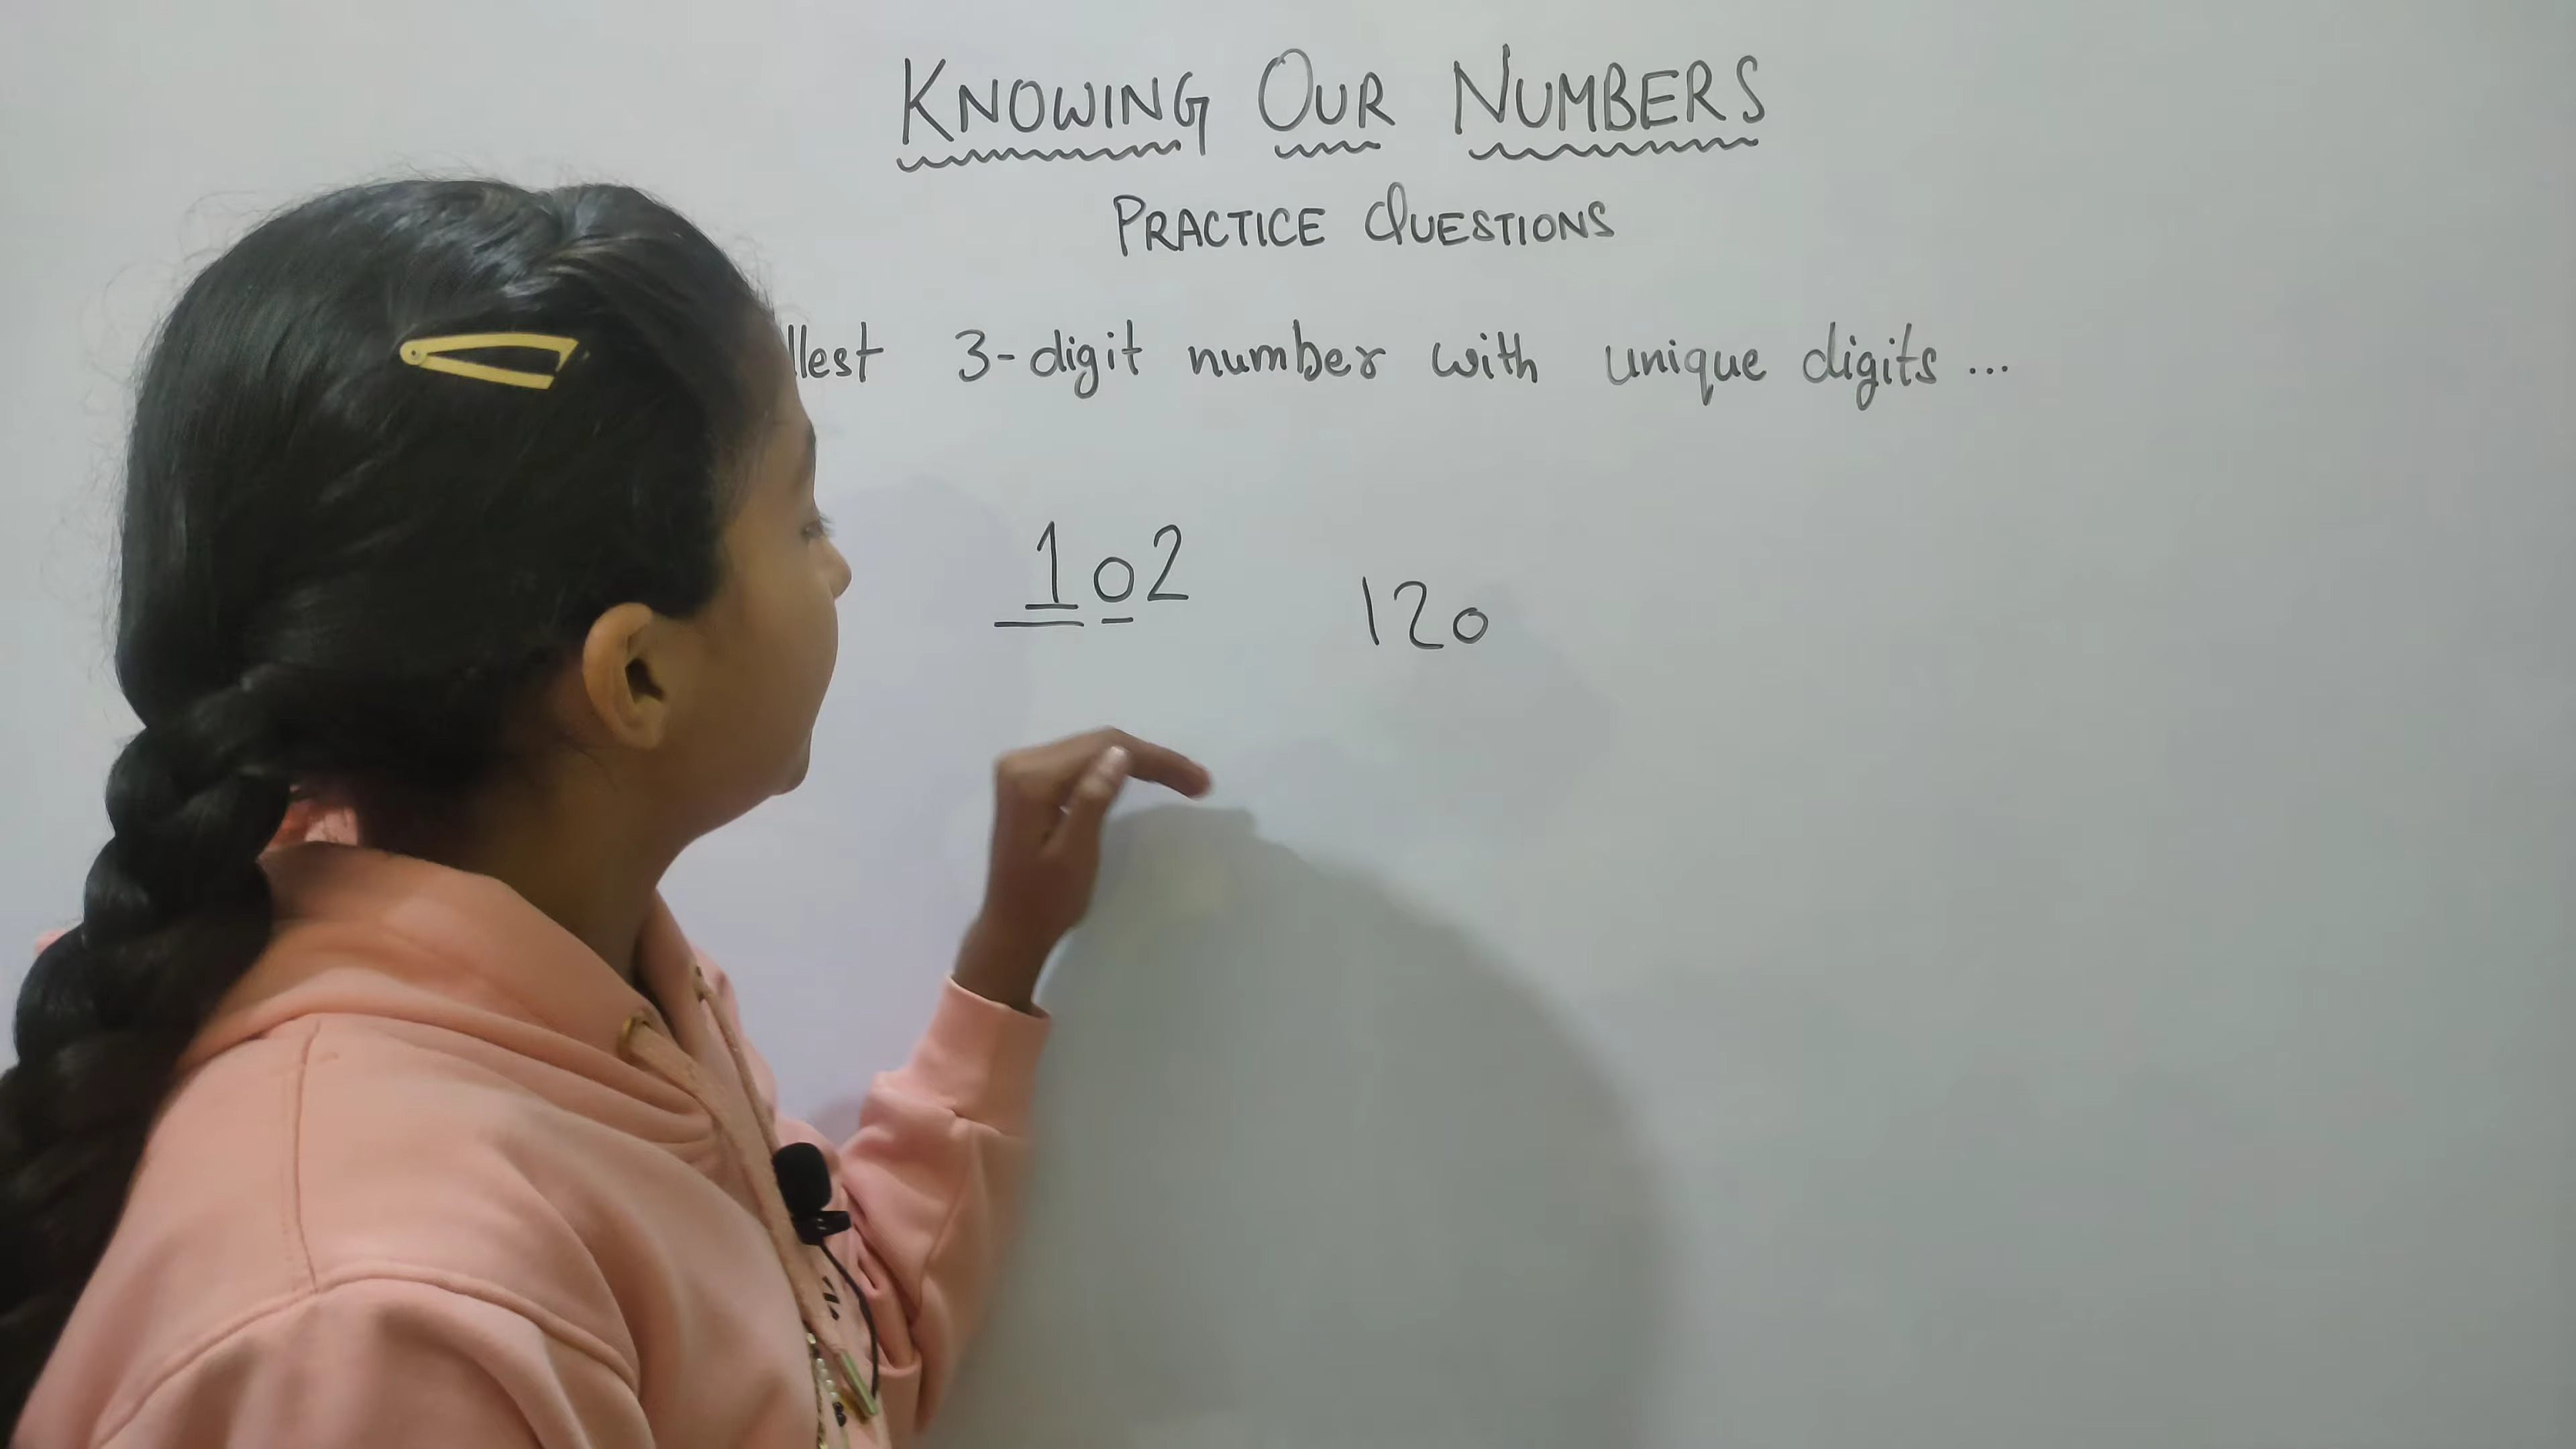 KNOWING OUR NUMBERS
PRACTICE QUESTIONS
llest 3-digit number with unique digits ...
102 120